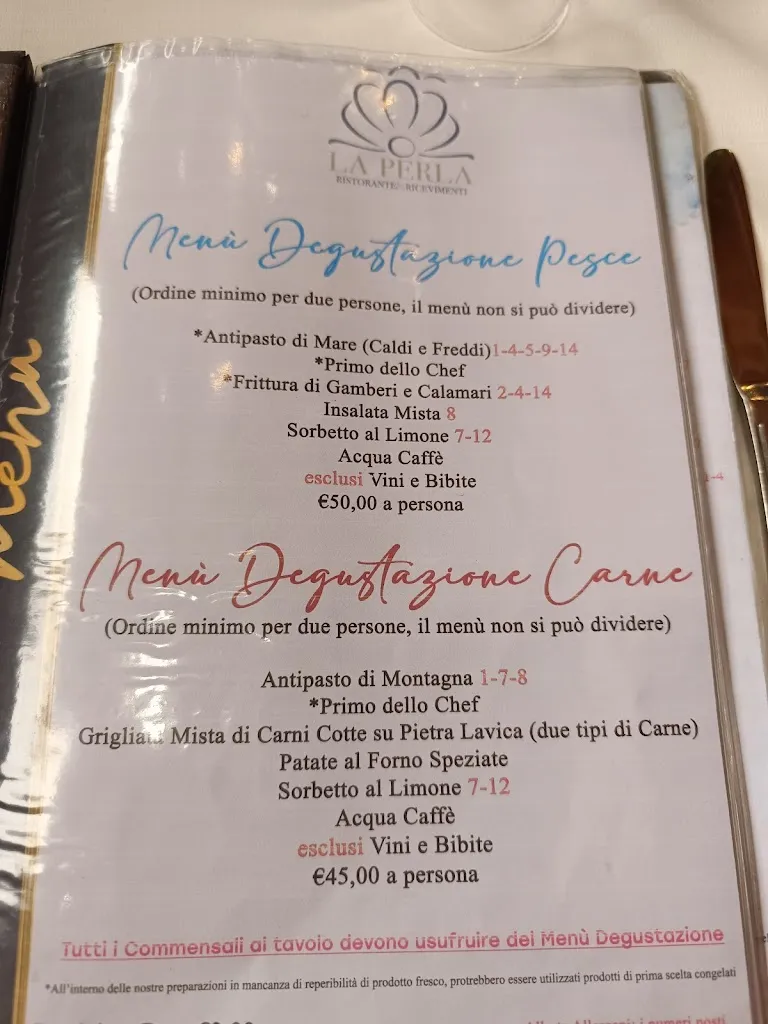 LA PERLA
RISTORANTE & RICEVIMENTI
Menù Degustazione Pesce
(Ordine minimo per due persone, il menù non si può dividere)
*Antipasto di Mare (Caldi e Freddi)1-4-5-9-14
*Primo dello Chef
*Frittura di Gamberi e Calamari 2-4-14
Insalata Mista 8
Sorbetto al Limone 7-12
Acqua Caffè
esclusi Vini e Bibite
€50,00 a persona
Menù Degustazione Carne
(Ordine minimo per due persone, il menù non si può dividere)
Antipasto di Montagna 1-7-8
*Primo dello Chef
Grigliata Mista di Carni Cotte su Pietra Lavica (due tipi di Carne)
Patate al Forno Speziate
Sorbetto al Limone 7-12
Acqua Caffè
esclusi Vini e Bibite
€45,00 a persona
Tutti i Commensali al tavolo devono usufruire dei Menù Degustazione
*All'interno delle nostre preparazioni in mancanza di reperibilità di prodotto fresco, protrebbero essere utilizzati prodotti di prima scelta congelati
menu
1-4